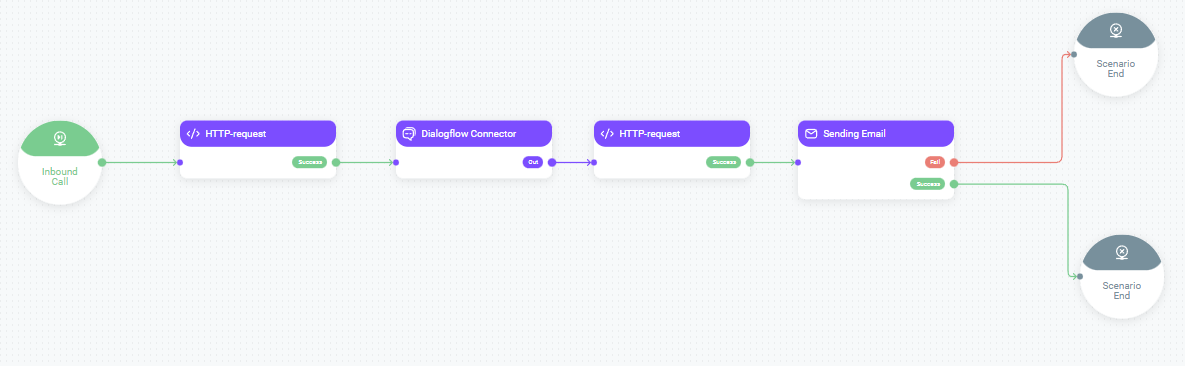 Scenario
End
HTTP-request
Dialogflow Connector
HTTP-request
Sending Email
Inbound
Call
Success
Out
Success
Fail
Success
Scenario
End